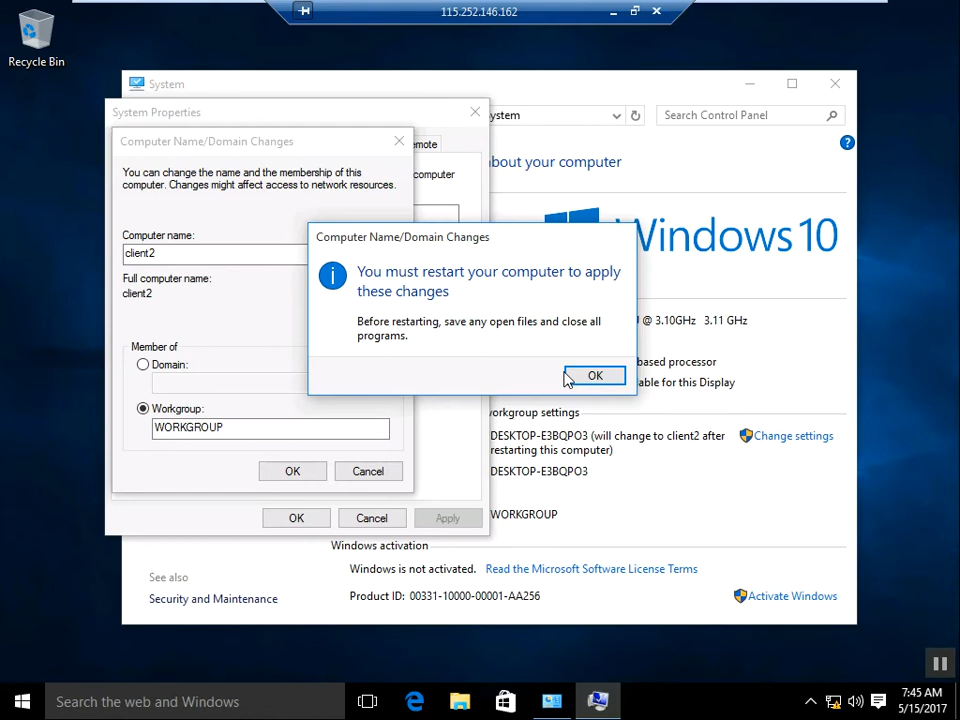 115.252.146.162
Recycle Bin
System
System Properties
ystem
Search Control Panel
Computer Name/Domain Changes
emote
You can change the name and the membership of this
computer. Changes might affect access to network resources.
computer
bout your computer
Windows 10
Computer name:
client2
Full computer name:
client2
Computer Name/Domain Changes
You must restart your computer to apply
these changes
Before restarting, save any open files and close all
programs.
OK
@ 3.10GHz 3.11 GHz
based processor
able for this Display
Member of
Domain:
Workgroup:
WORKGROUP
OK
Cancel
orkgroup settings
DESKTOP-E3BQPO3 (will change to client2 after
restarting this computer)
Change settings
DESKTOP-E3BQPO3
WORKGROUP
OK
Cancel
Apply
Windows activation
Windows is not activated. Read the Microsoft Software License Terms
Product ID: 00331-10000-00001-AA256
Activate Windows
See also
Security and Maintenance
Search the web and Windows
7:45 AM
5/15/2017